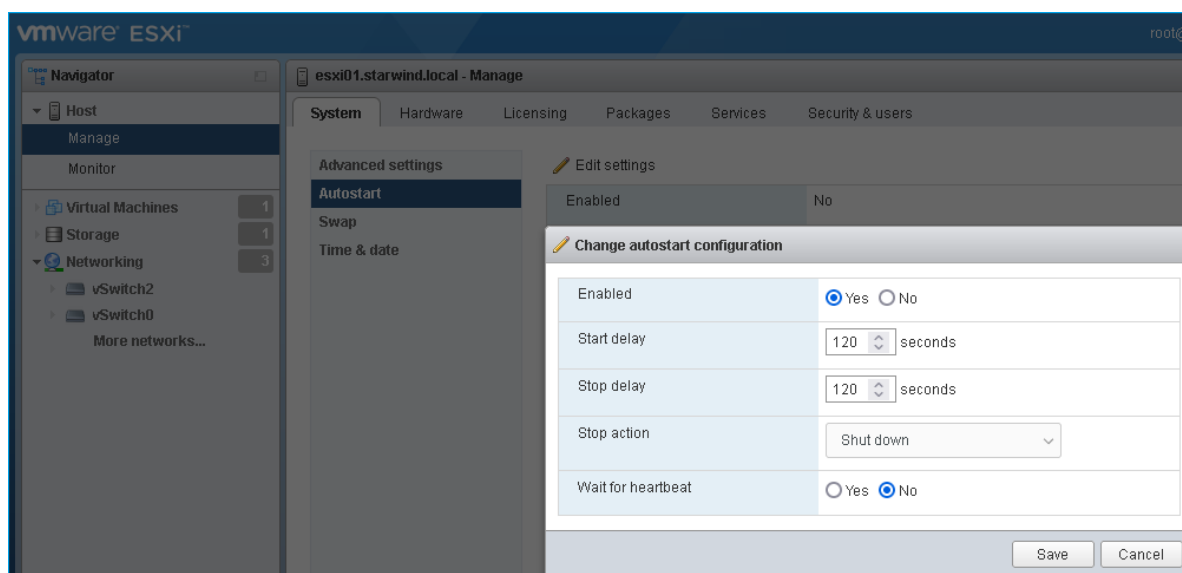 vmware ESXi™
root@
Navigator
Host
Manage
Monitor
Virtual Machines 1
Storage 1
Networking 3
vSwitch2
vSwitch0
More networks...
esxi01.starwind.local - Manage
System Hardware Licensing Packages Services Security & users
Advanced settings
Autostart
Swap
Time & date
Edit settings
Enabled No
Change autostart configuration
Enabled Yes No
Start delay 120 seconds
Stop delay 120 seconds
Stop action Shut down
Wait for heartbeat Yes No
Save Cancel